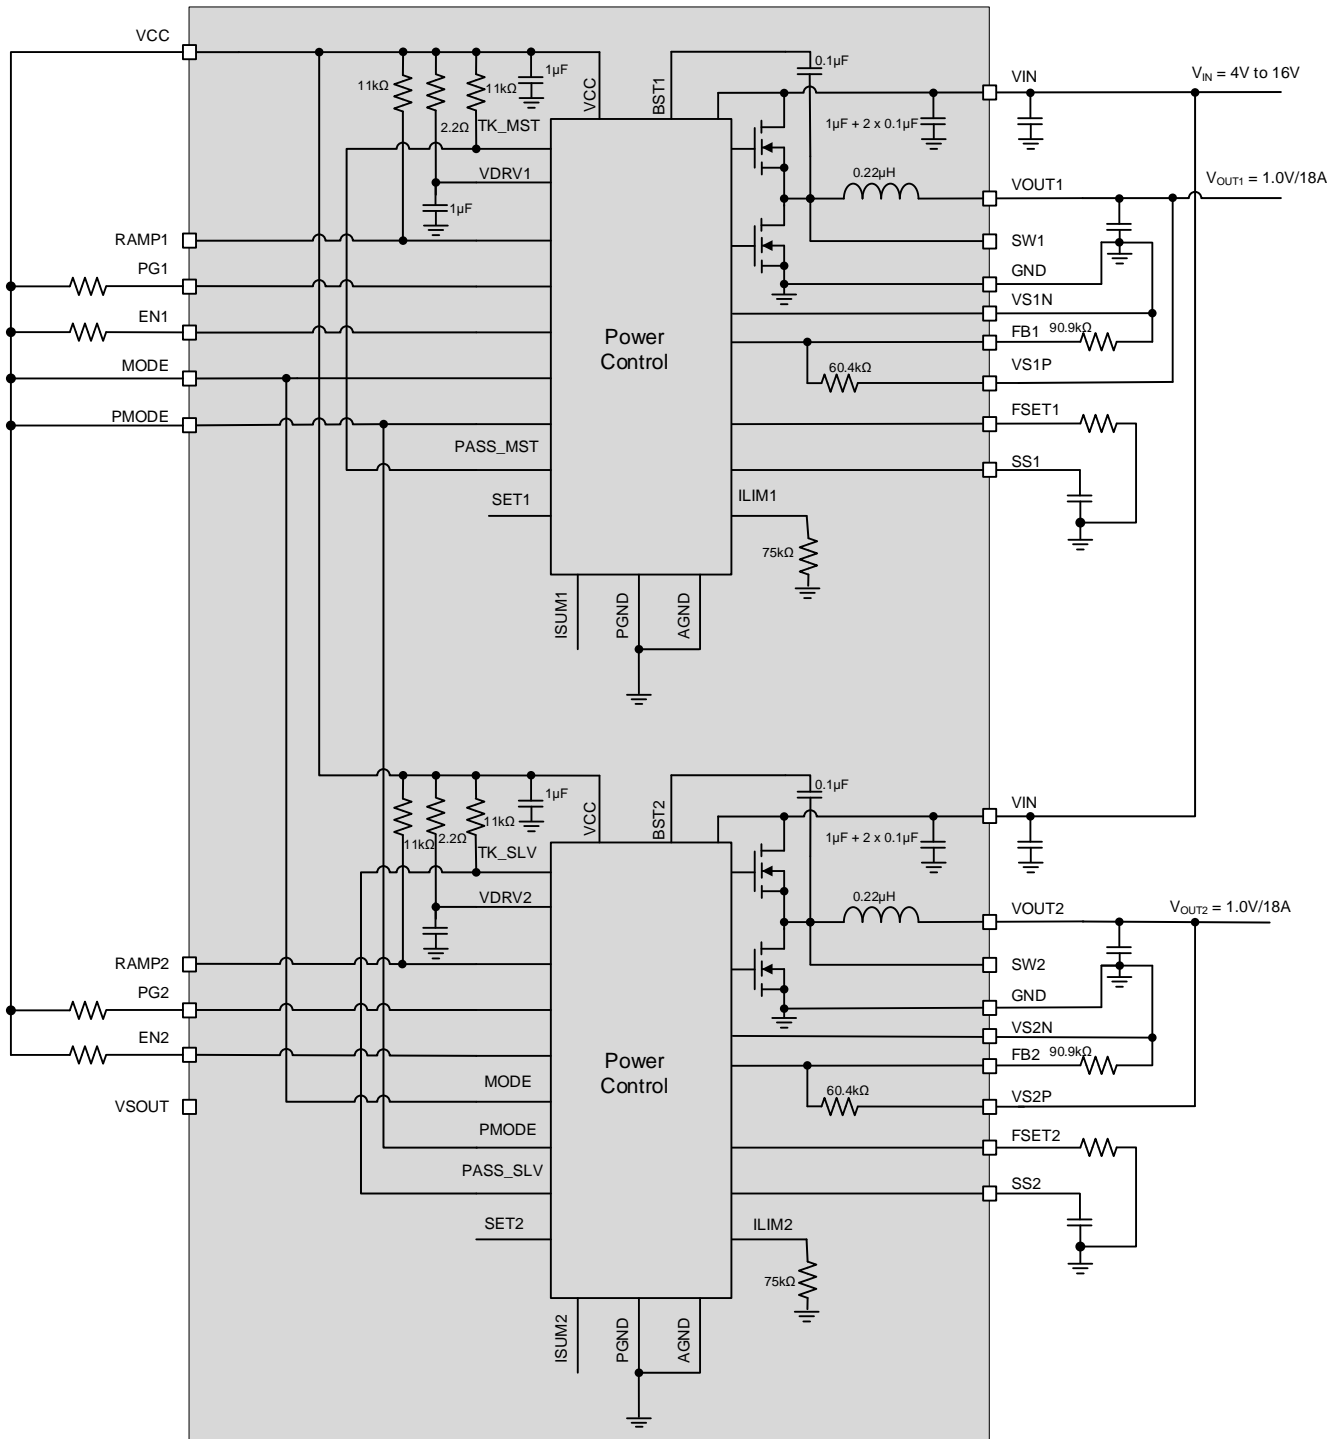 VCC
11kΩ
2.2Ω
11kΩ
1µF
VCC
BST1
0.1µF
VIN
V_IN = 4V to 16V
1µF + 2 x 0.1µF
TK_MST
VDRV1
1µF
0.22µH
VOUT1
V_OUT1 = 1.0V/18A
RAMP1
SW1
PG1
GND
VS1N
EN1
Power
Control
FB1
90.9kΩ
MODE
60.4kΩ
VS1P
PMODE
FSET1
PASS_MST
SS1
SET1
ILIM1
75kΩ
ISUM1
PGND
AGND
11kΩ
2.2Ω
11kΩ
1µF
VCC
BST2
0.1µF
VIN
1µF + 2 x 0.1µF
TK_SLV
VDRV2
0.22µH
VOUT2
V_OUT2 = 1.0V/18A
RAMP2
SW2
PG2
GND
VS2N
EN2
Power
Control
FB2
90.9kΩ
MODE
60.4kΩ
VS2P
VSOUT
PMODE
FSET2
PASS_SLV
SS2
SET2
ILIM2
75kΩ
ISUM2
PGND
AGND